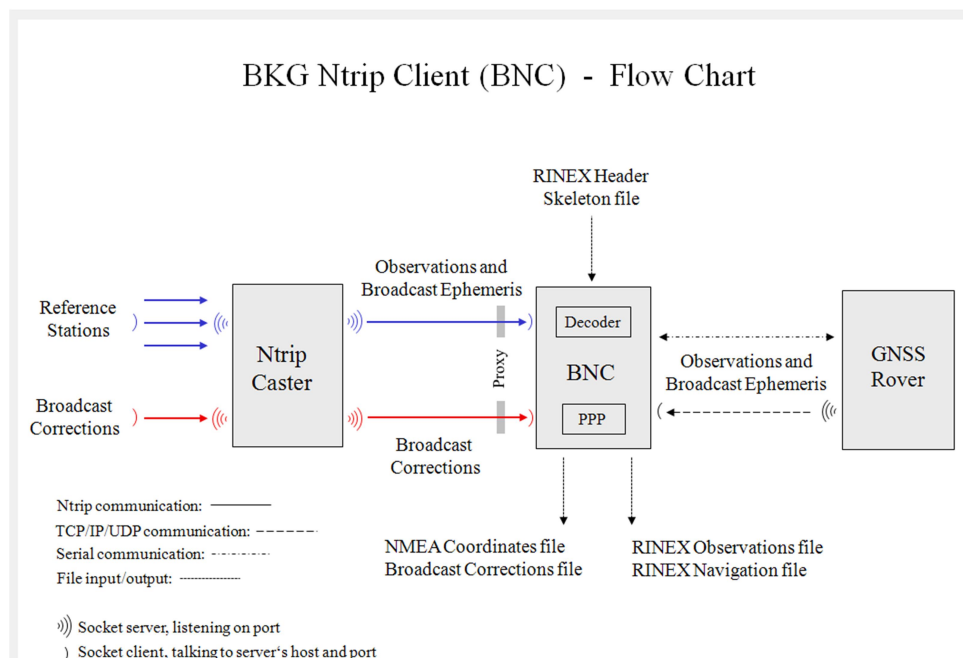 BKG Ntrip Client (BNC) - Flow Chart
RINEX Header
Skeleton file
Observations and
Broadcast Ephemeris
Reference
Stations
Ntrip
Caster
Proxy
Decoder
BNC
PPP
Observations and
Broadcast Ephemeris
GNSS
Rover
Broadcast
Corrections
Broadcast
Corrections
NMEA Coordinates file
Broadcast Corrections file
RINEX Observations file
RINEX Navigation file
Ntrip communication:
TCP/IP/UDP communication:
Serial communication:
File input/output:
Socket server, listening on port
Socket client, talking to server‘s host and port